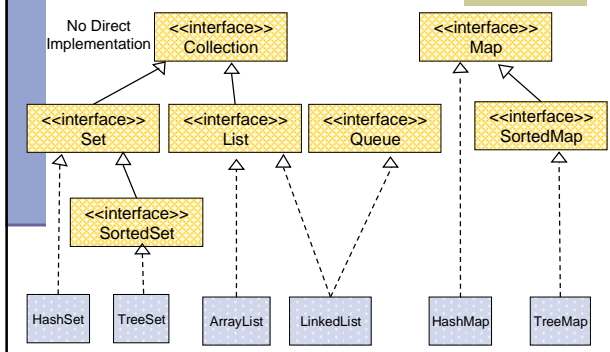 No Direct
Implementation
<<interface>>
Collection
<<interface>>
Map
<<interface>>
Set
<<interface>>
List
<<interface>>
Queue
<<interface>>
SortedMap
<<interface>>
SortedSet
HashSet
TreeSet
ArrayList
LinkedList
HashMap
TreeMap